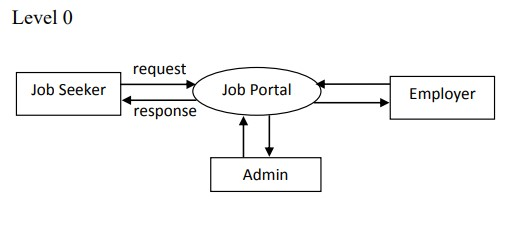 Level 0
request
Job Seeker
Job Portal
Employer
response
Admin